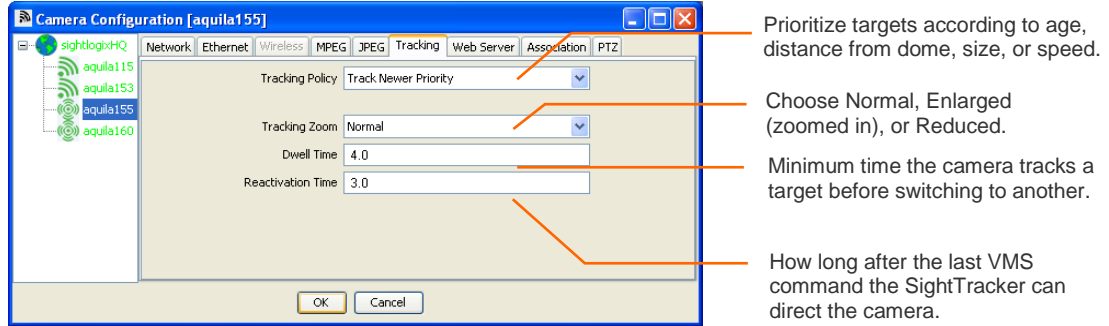 Camera Configuration [aquila155]
sightlogixHQ
aquila115
aquila153
aquila155
aquila160
Network Ethernet Wireless MPEG JPEG Tracking Web Server Association PTZ
Tracking Policy Track Newer Priority
Tracking Zoom Normal
Dwell Time 4.0
Reactivation Time 3.0
OK Cancel
Prioritize targets according to age,
distance from dome, size, or speed.
Choose Normal, Enlarged
(zoomed in), or Reduced.
Minimum time the camera tracks a
target before switching to another.
How long after the last VMS
command the SightTracker can
direct the camera.